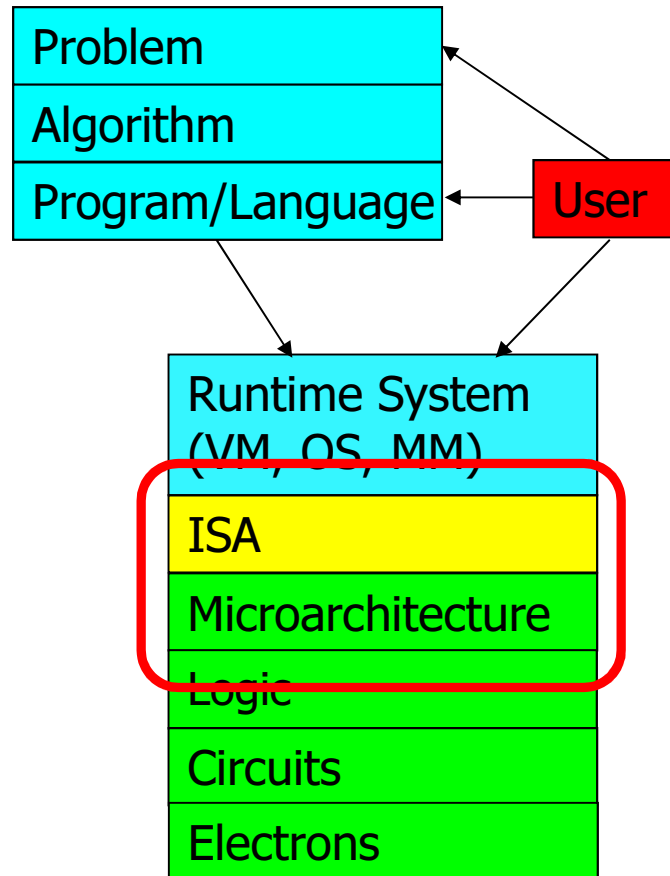 Problem
Algorithm
Program/Language
User
Runtime System
(VM, OS, MM)
ISA
Microarchitecture
Logic
Circuits
Electrons